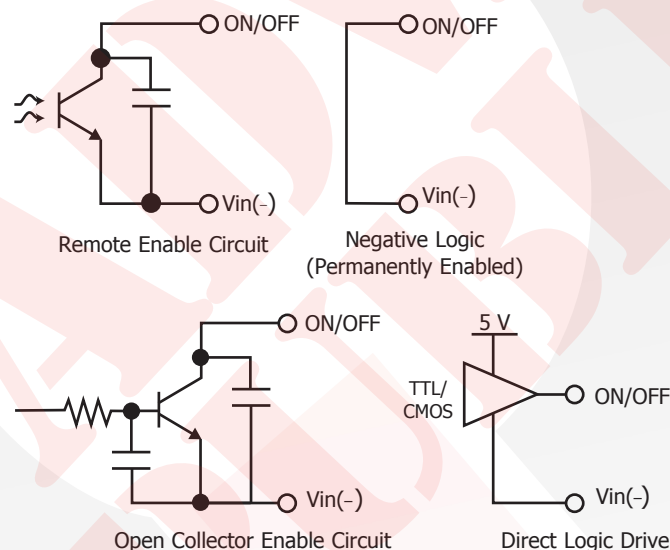 ON/OFF
Vin(–)
Remote Enable Circuit
ON/OFF
Vin(–)
Negative Logic
(Permanently Enabled)
ON/OFF
Vin(–)
Open Collector Enable Circuit
5 V
TTL/
CMOS
ON/OFF
Vin(–)
Direct Logic Drive